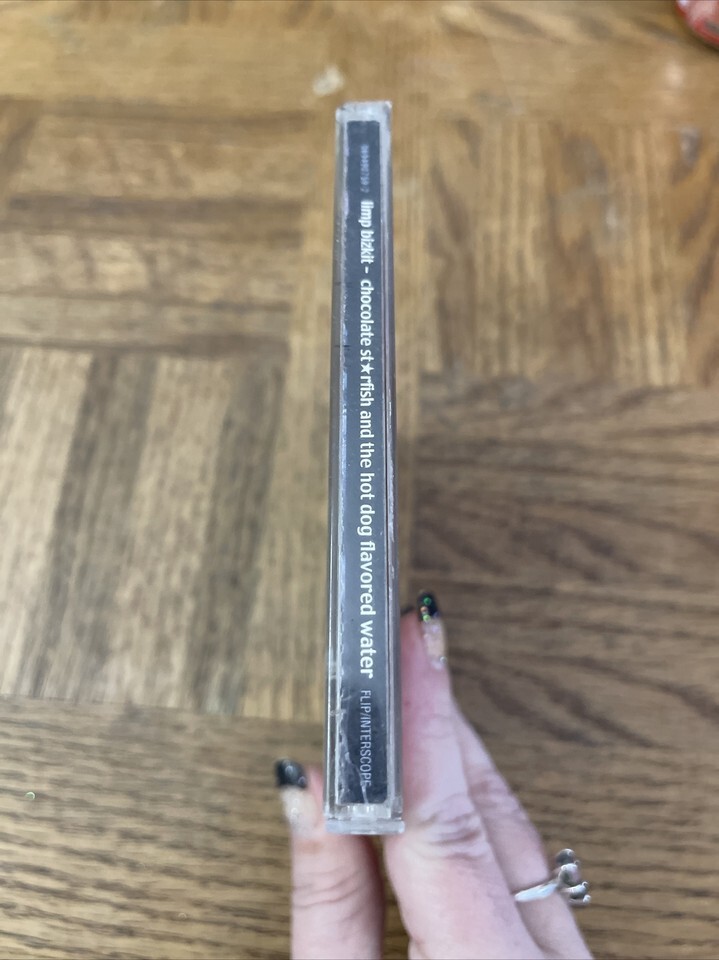 limp bizkit - chocolate st★rfish and the hot dog flavored water FLIP/INTERSCOPE